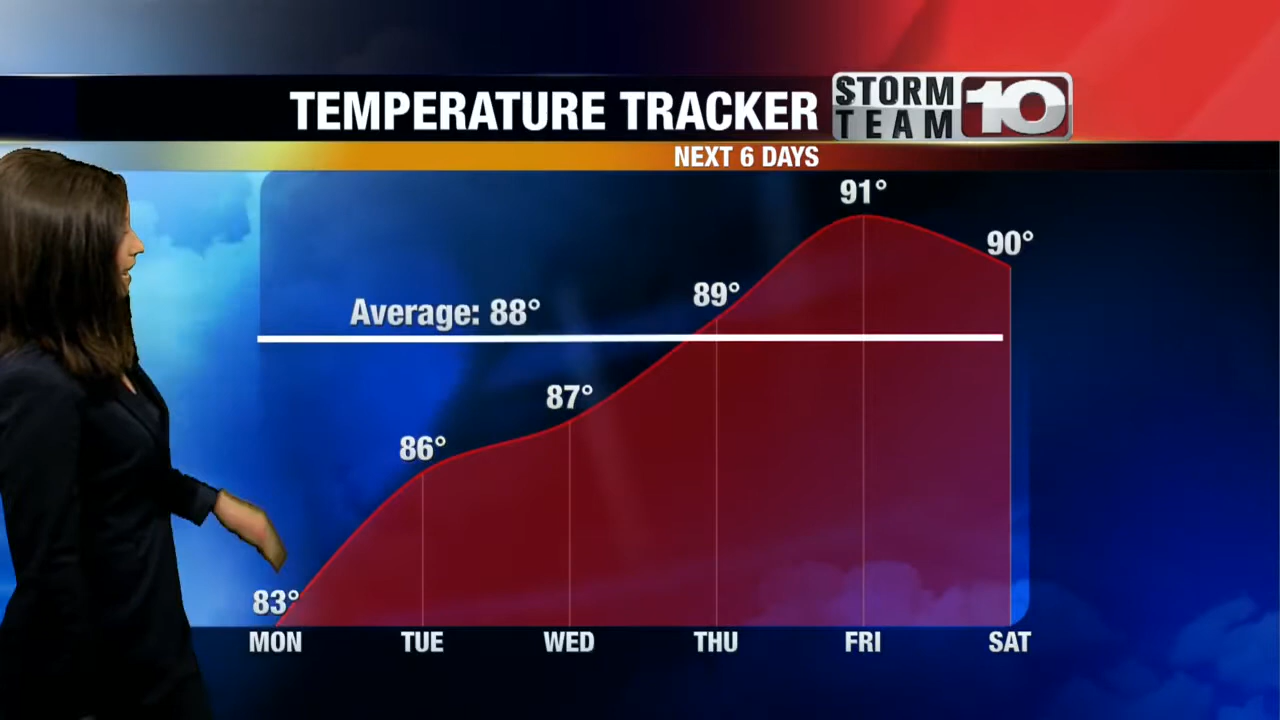 TEMPERATURE TRACKER
STORM TEAM 10
NEXT 6 DAYS
91°
90°
89°
Average: 88°
87°
86°
83°
MON TUE WED THU FRI SAT